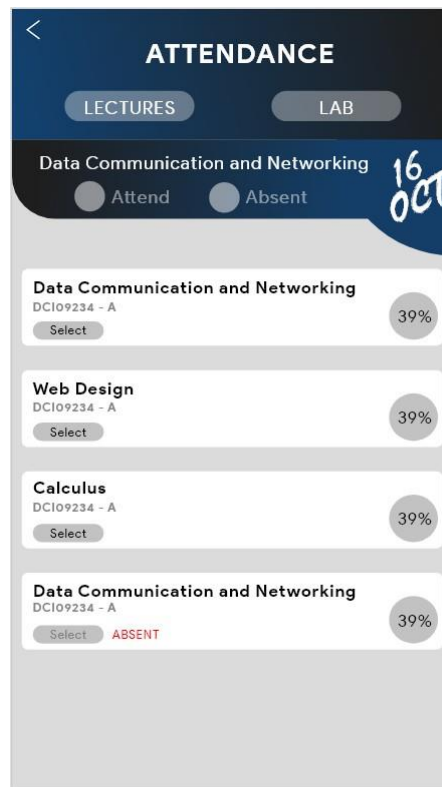 ATTENDANCE
LECTURES LAB
Data Communication and Networking
Attend Absent
16
OCT
Data Communication and Networking
DCI09234 - A
Select
39%
Web Design
DCI09234 - A
Select
39%
Calculus
DCI09234 - A
Select
39%
Data Communication and Networking
DCI09234 - A
Select ABSENT
39%